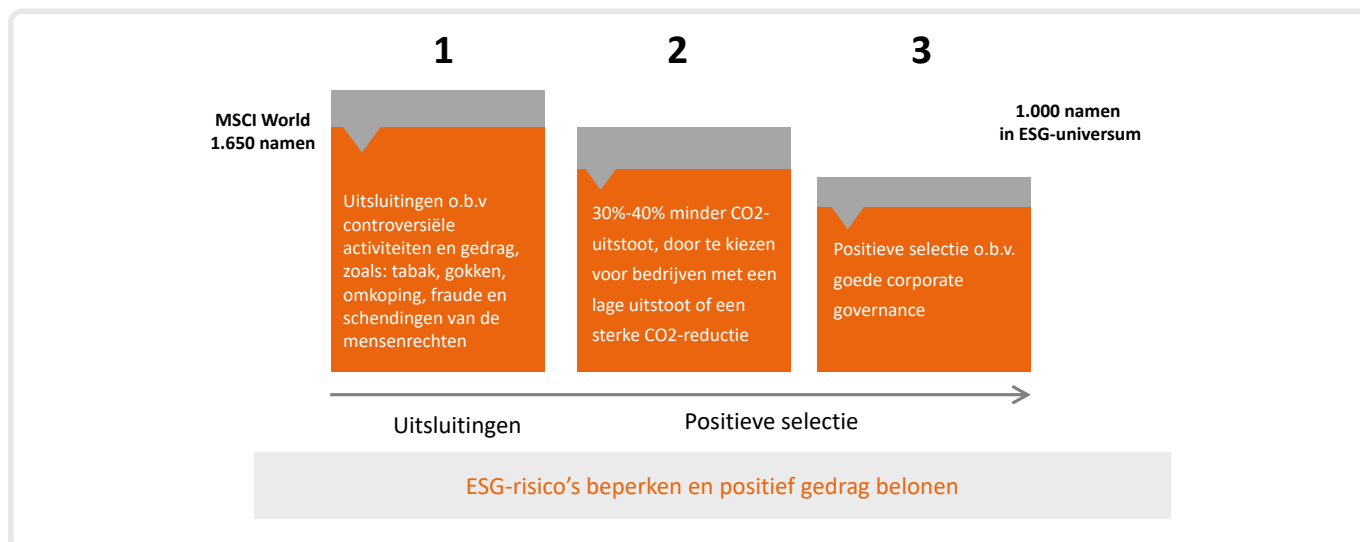 1
2
3
MSCI World
1.650 namen
1.000 namen
in ESG-universum
Uitsluitingen o.b.v
controversiële
activiteiten en gedrag,
zoals: tabak, gokken,
omkoping, fraude en
schendingen van de
mensenrechten
30%-40% minder CO2-
uitstoot, door te kiezen
voor bedrijven met een
lage uitstoot of een
sterke CO2-reductie
Positieve selectie o.b.v.
goede corporate
governance
Uitsluitingen
Positieve selectie
ESG-risico’s beperken en positief gedrag belonen